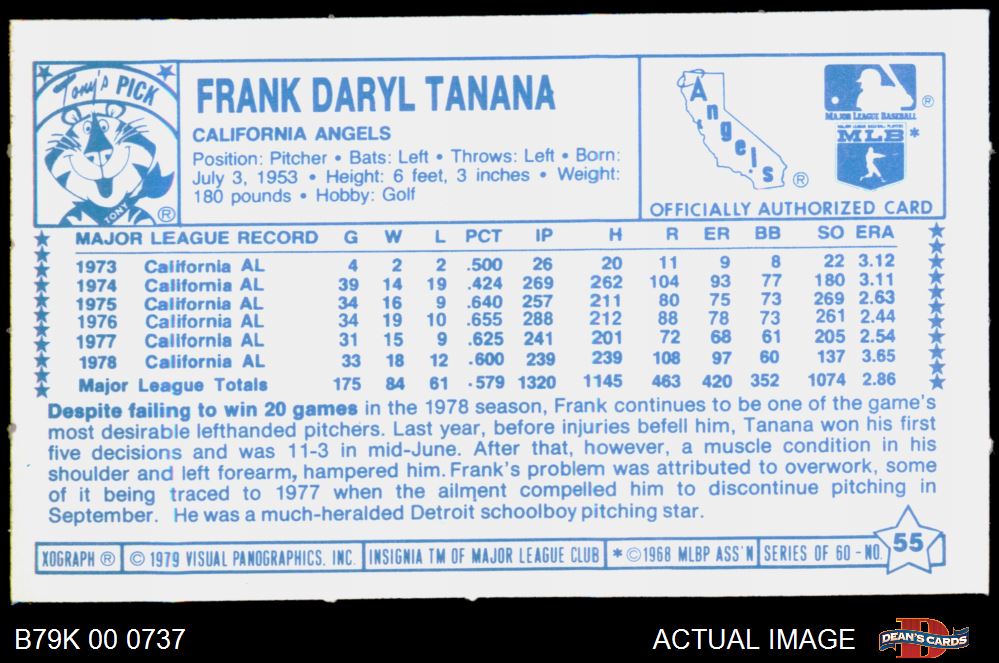 Tony's PICK
TONY
®
FRANK DARYL TANANA
CALIFORNIA ANGELS
Position: Pitcher • Bats: Left • Throws: Left • Born:
July 3, 1953 • Height: 6 feet, 3 inches • Weight:
180 pounds • Hobby: Golf
Angels ®
®
MAJOR LEAGUE BASEBALL
MAJOR LEAGUE BASEBALL PLAYERS
MLB *
OFFICIALLY AUTHORIZED CARD
MAJOR LEAGUE RECORD G W L PCT IP H R ER BB SO ERA
1973 California AL 4 2 2 .500 26 20 11 9 8 22 3.12
1974 California AL 39 14 19 .424 269 262 104 93 77 180 3.11
1975 California AL 34 16 9 .640 257 211 80 75 73 269 2.63
1976 California AL 34 19 10 .655 288 212 88 78 73 261 2.44
1977 California AL 31 15 9 .625 241 201 72 68 61 205 2.54
1978 California AL 33 18 12 .600 239 239 108 97 60 137 3.65
Major League Totals 175 84 61 .579 1320 1145 463 420 352 1074 2.86
Despite failing to win 20 games in the 1978 season, Frank continues to be one of the game's
most desirable lefthanded pitchers. Last year, before injuries befell him, Tanana won his first
five decisions and was 11-3 in mid-June. After that, however, a muscle condition in his
shoulder and left forearm, hampered him. Frank's problem was attributed to overwork, some
of it being traced to 1977 when the ailment compelled him to discontinue pitching in
September. He was a much-heralded Detroit schoolboy pitching star.
XOGRAPH ® © 1979 VISUAL PANOGRAPHICS, INC. INSIGNIA TM OF MAJOR LEAGUE CLUB * ©1968 MLBP ASS'N SERIES OF 60 - NO. 55
B79K 00 0737 ACTUAL IMAGE DEAN'S CARDS